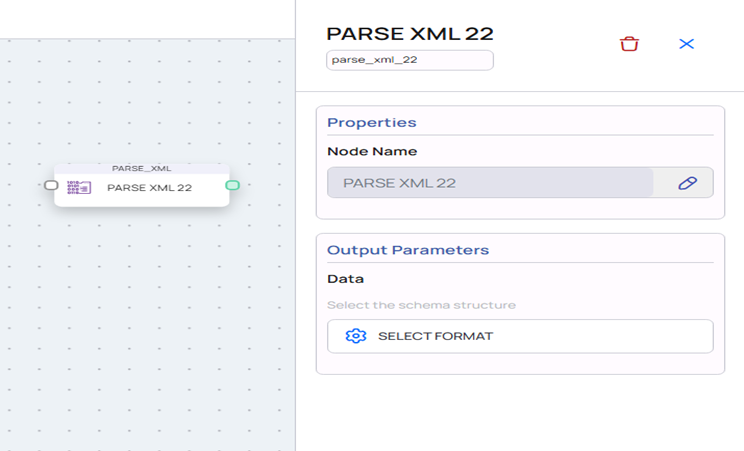 PARSE_XML
PARSE XML 22
PARSE XML 22
parse_xml_22
Properties
Node Name
PARSE XML 22
Output Parameters
Data
Select the schema structure
SELECT FORMAT